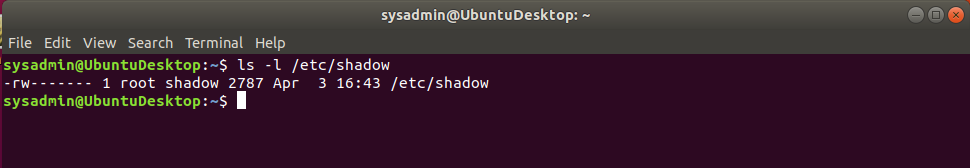 sysadmin@UbuntuDesktop: ~
File Edit View Search Terminal Help
sysadmin@UbuntuDesktop:~$ ls -l /etc/shadow
-rw------- 1 root shadow 2787 Apr  3 16:43 /etc/shadow
sysadmin@UbuntuDesktop:~$